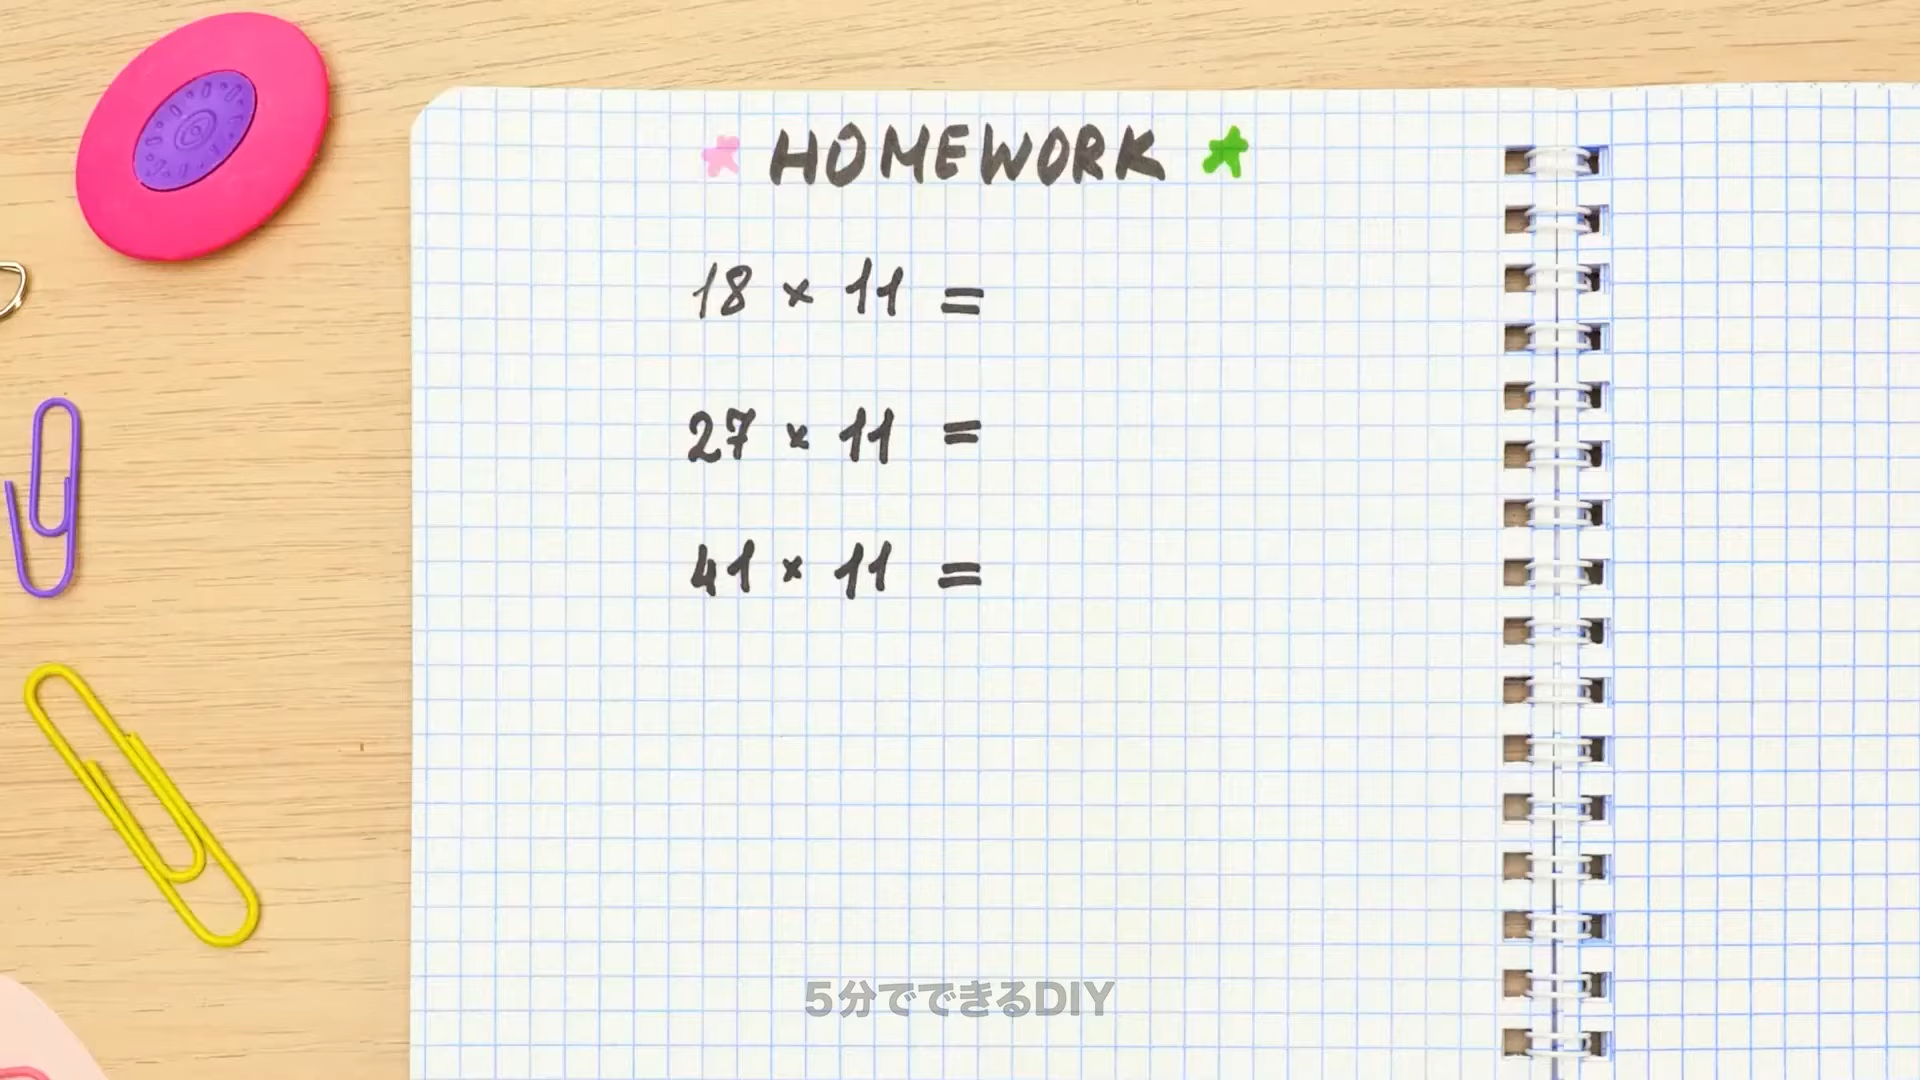 HOMEWORK
18 × 11 =
27 × 11 =
41 × 11 =
5分でできるDIY